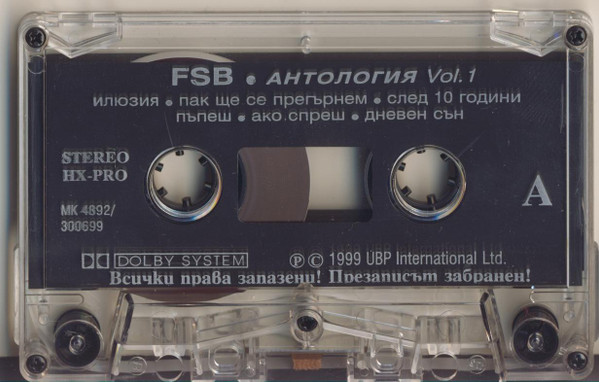 FSB • АНТОЛОГИЯ Vol.1
илюзия • пак ще се прегърнем • след 10 години
пъпеш • ако спреш • дневен сън
STEREO
HX-PRO
A
МК 4892/
300699
DOLBY SYSTEM
℗ © 1999 UBP International Ltd.
Всички права запазени! Презаписът забранен!